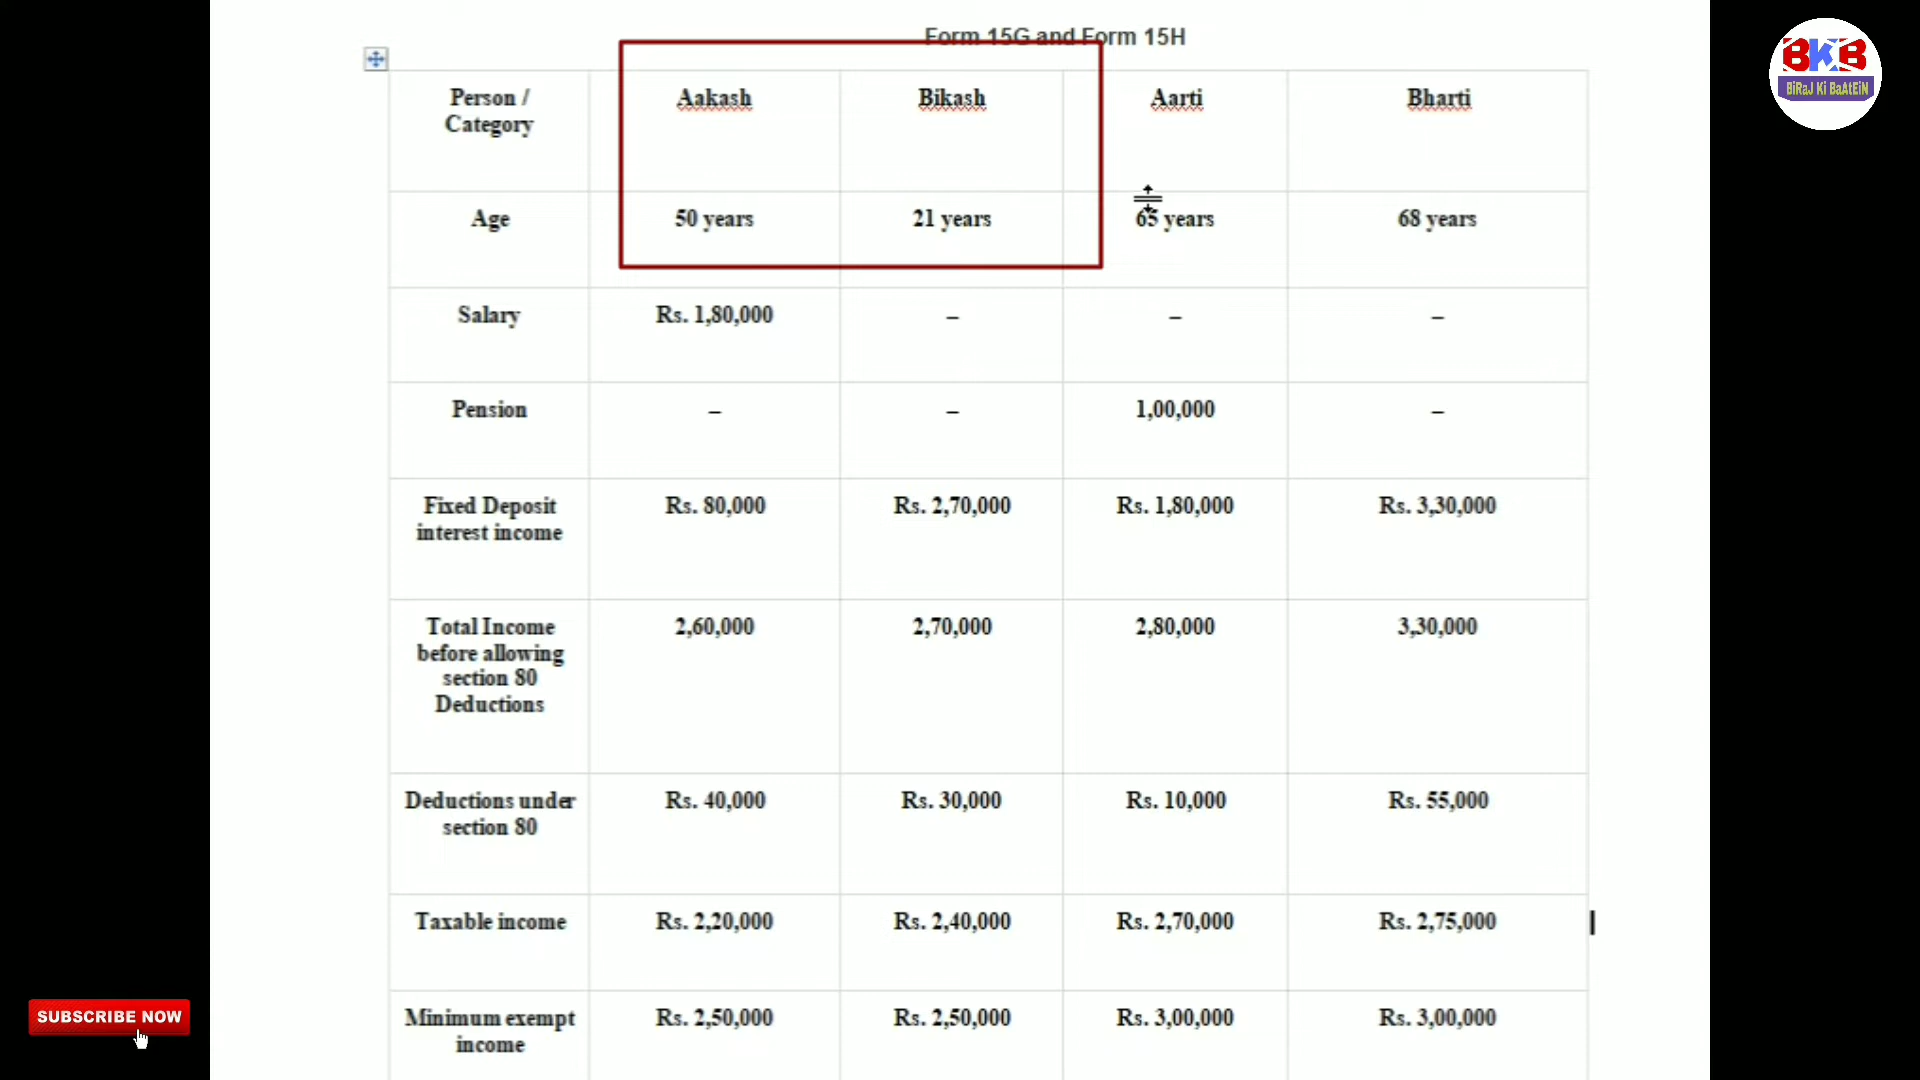 Form 15G and Form 15H
BKB
BiRaJ Ki BaAtEiN
Person / Category Aakash Bikash Aarti Bharti
Age 50 years 21 years 65 years 68 years
Salary Rs. 1,80,000 – – –
Pension – – 1,00,000 –
Fixed Deposit interest income Rs. 80,000 Rs. 2,70,000 Rs. 1,80,000 Rs. 3,30,000
Total Income before allowing section 80 Deductions 2,60,000 2,70,000 2,80,000 3,30,000
Deductions under section 80 Rs. 40,000 Rs. 30,000 Rs. 10,000 Rs. 55,000
Taxable income Rs. 2,20,000 Rs. 2,40,000 Rs. 2,70,000 Rs. 2,75,000
Minimum exempt income Rs. 2,50,000 Rs. 2,50,000 Rs. 3,00,000 Rs. 3,00,000
SUBSCRIBE NOW